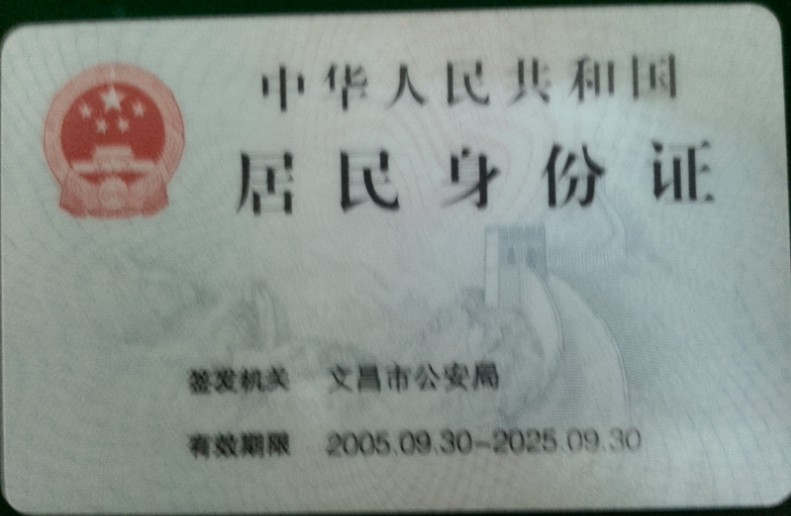 中华人民共和国
居民身份证
签发机关 文昌市公安局
有效期限 2005.09.30-2025.09.30